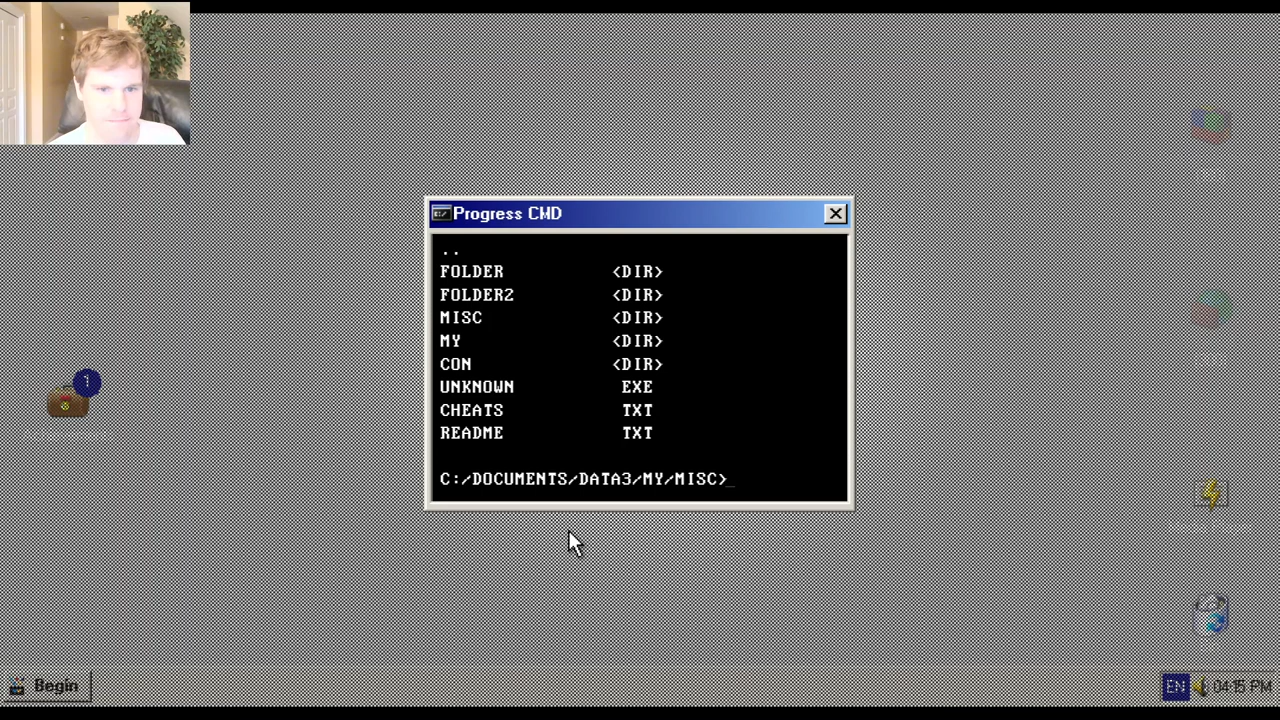 Progress CMD
..
FOLDER <DIR>
FOLDER2 <DIR>
MISC <DIR>
MY <DIR>
CON <DIR>
UNKNOWN EXE
CHEATS TXT
README TXT
C:/DOCUMENTS/DATA3/MY/MISC>_
1
Begin
EN 04:15 PM